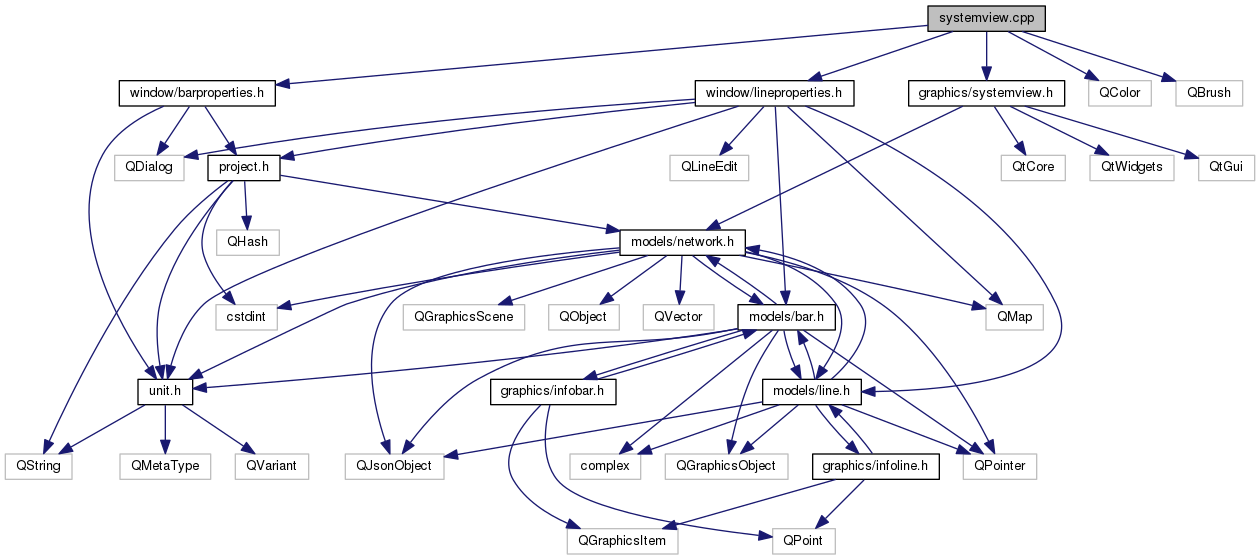 systemview.cpp
window/barproperties.h
window/lineproperties.h
graphics/systemview.h
QColor
QBrush
QDialog
project.h
QLineEdit
QtCore
QtWidgets
QtGui
QHash
models/network.h
cstdint
QGraphicsScene
QObject
QVector
models/bar.h
QMap
unit.h
graphics/infobar.h
models/line.h
QString
QMetaType
QVariant
QJsonObject
complex
QGraphicsObject
graphics/infoline.h
QPointer
QGraphicsItem
QPoint